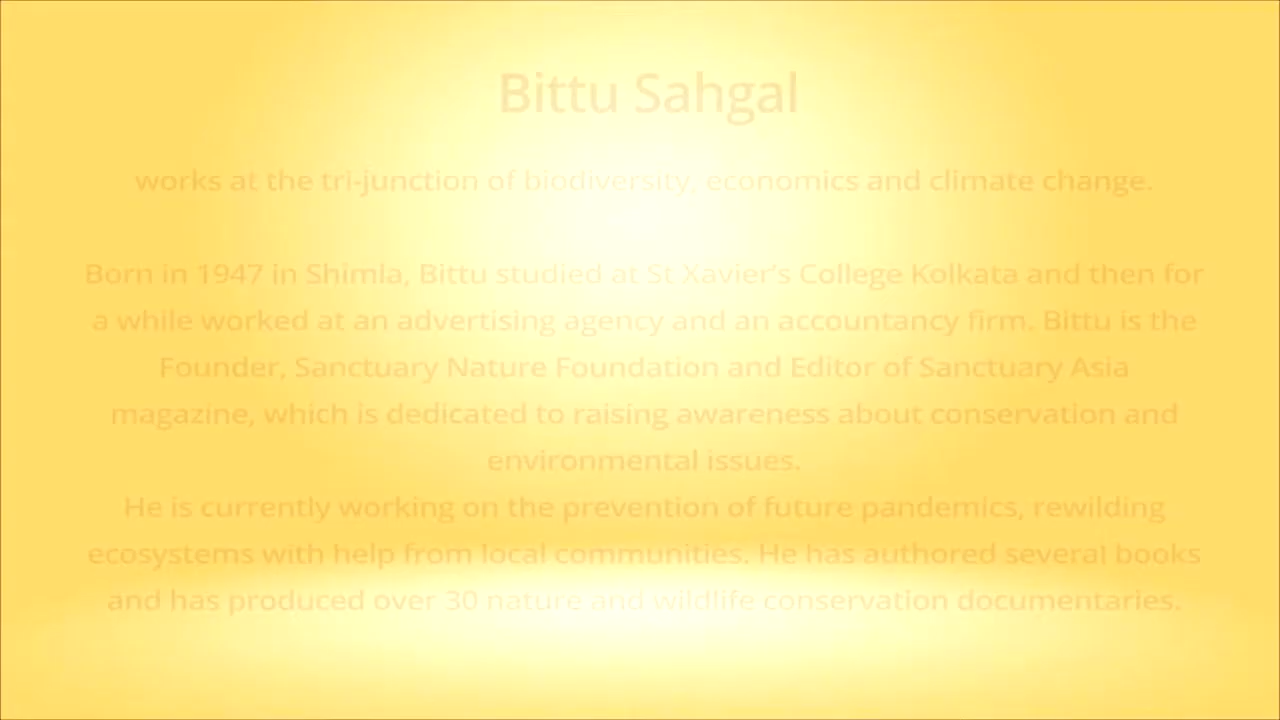 Bittu Sahgal
works at the tri-junction of biodiversity, economics and climate change.
Born in 1947 in Shimla, Bittu studied at St Xavier's College Kolkata and then for
a while worked at an advertising agency and an accountancy firm. Bittu is the
Founder, Sanctuary Nature Foundation and Editor of Sanctuary Asia
magazine, which is dedicated to raising awareness about conservation and
environmental issues.
He is currently working on the prevention of future pandemics, rewilding
ecosystems with help from local communities. He has authored several books
and has produced over 30 nature and wildlife conservation documentaries.